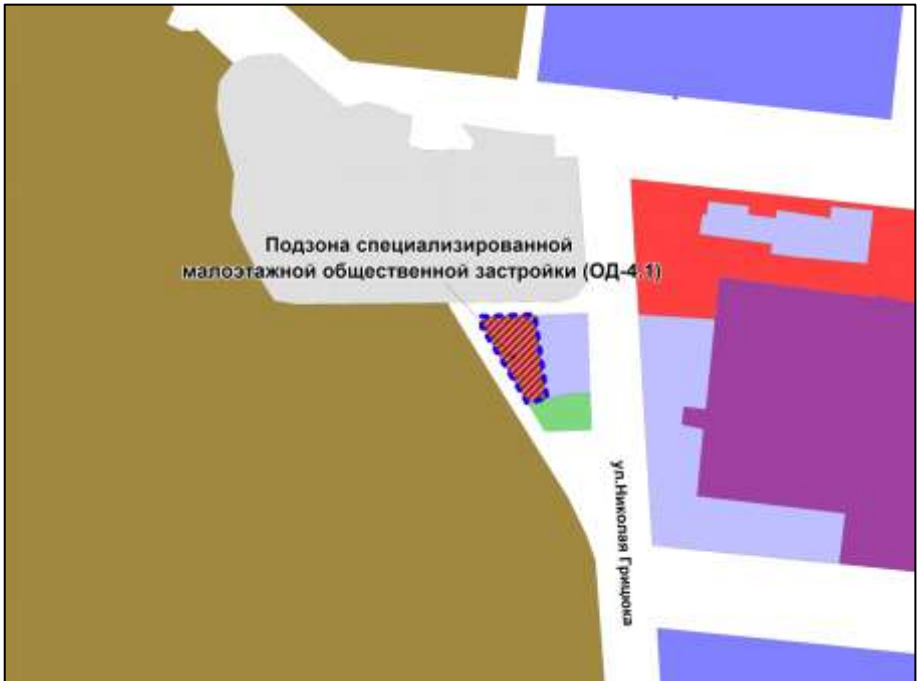 Подзона специализированной
малоэтажной общественной застройки (ОД-4.1)
ул.Николая Грицюка